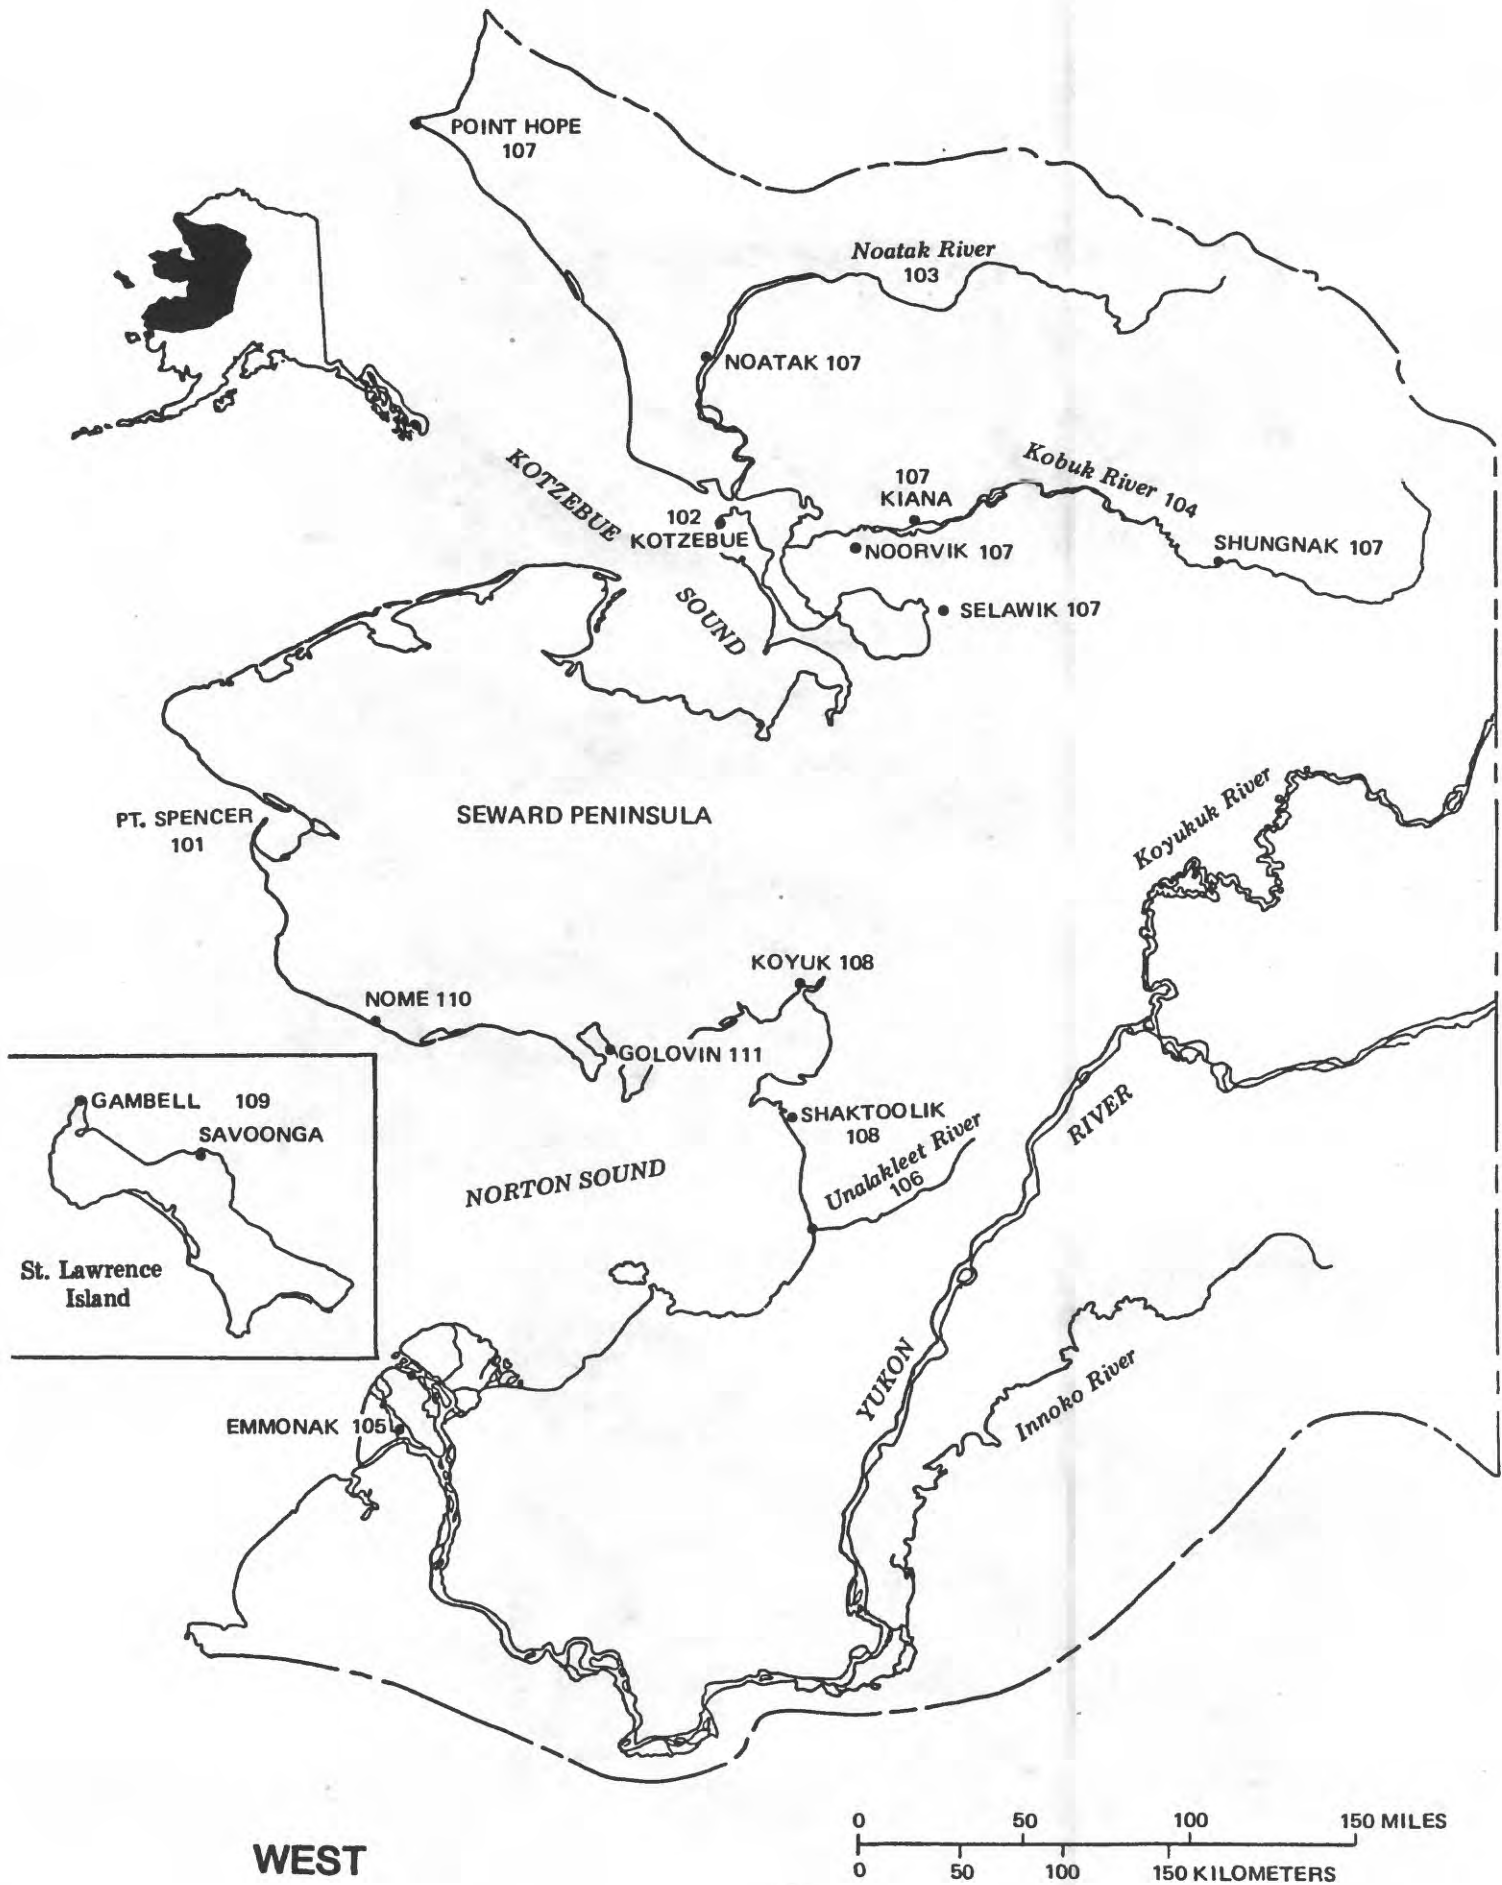 POINT HOPE
107
Noatak River
103
NOATAK 107
KOTZEBUE
SOUND
107
KIANA
Kobuk River 104
102
KOTZEBUE
NOORVIK 107
SHUNGNAK 107
SELAWIK 107
PT. SPENCER
101
SEWARD PENINSULA
Koyukuk River
KOYUK 108
NOME 110
GOLOVIN 111
GAMBELL 109
SAVOONGA
SHAKTOOLIK
108
Unalakleet River
106
RIVER
NORTON SOUND
St. Lawrence
Island
YUKON
Innoko River
EMMONAK 105
0 50 100 150 MILES
0 50 100 150 KILOMETERS
WEST